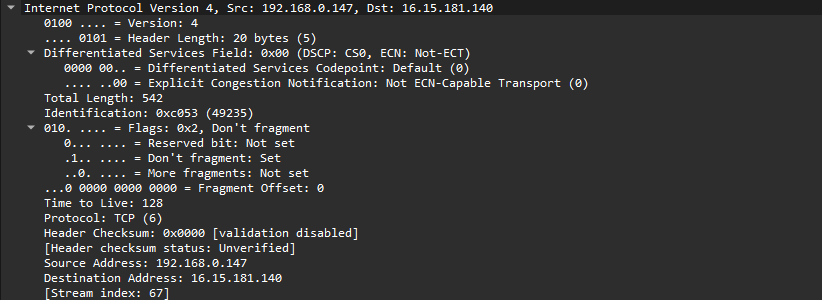 Internet Protocol Version 4, Src: 192.168.0.147, Dst: 16.15.181.140
0100 .... = Version: 4
.... 0101 = Header Length: 20 bytes (5)
Differentiated Services Field: 0x00 (DSCP: CS0, ECN: Not-ECT)
0000 00.. = Differentiated Services Codepoint: Default (0)
.... ..00 = Explicit Congestion Notification: Not ECN-Capable Transport (0)
Total Length: 542
Identification: 0xc053 (49235)
010. .... = Flags: 0x2, Don't fragment
0... .... = Reserved bit: Not set
.1.. .... = Don't fragment: Set
..0. .... = More fragments: Not set
...0 0000 0000 0000 = Fragment Offset: 0
Time to Live: 128
Protocol: TCP (6)
Header Checksum: 0x0000 [validation disabled]
[Header checksum status: Unverified]
Source Address: 192.168.0.147
Destination Address: 16.15.181.140
[Stream index: 67]